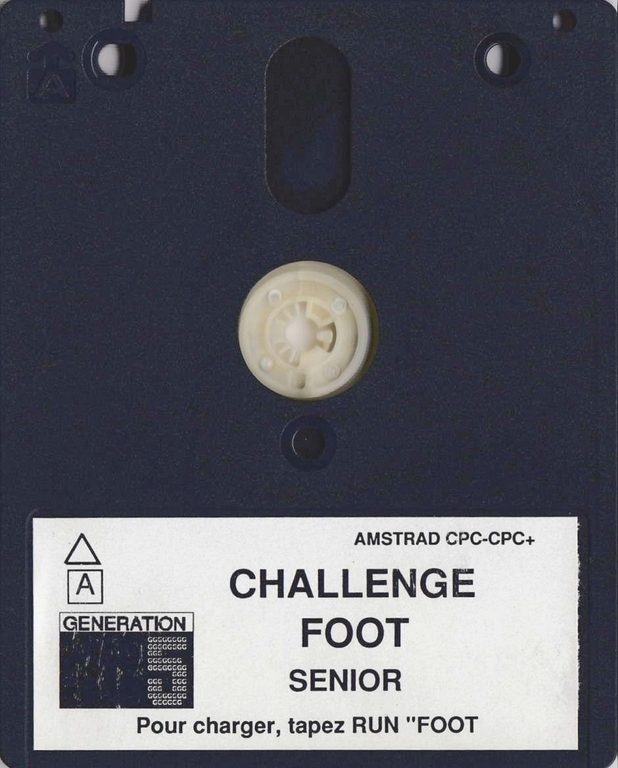 AMSTRAD CPC-CPC+
A
CHALLENGE
FOOT
SENIOR
GENERATION
Pour charger, tapez RUN "FOOT
A